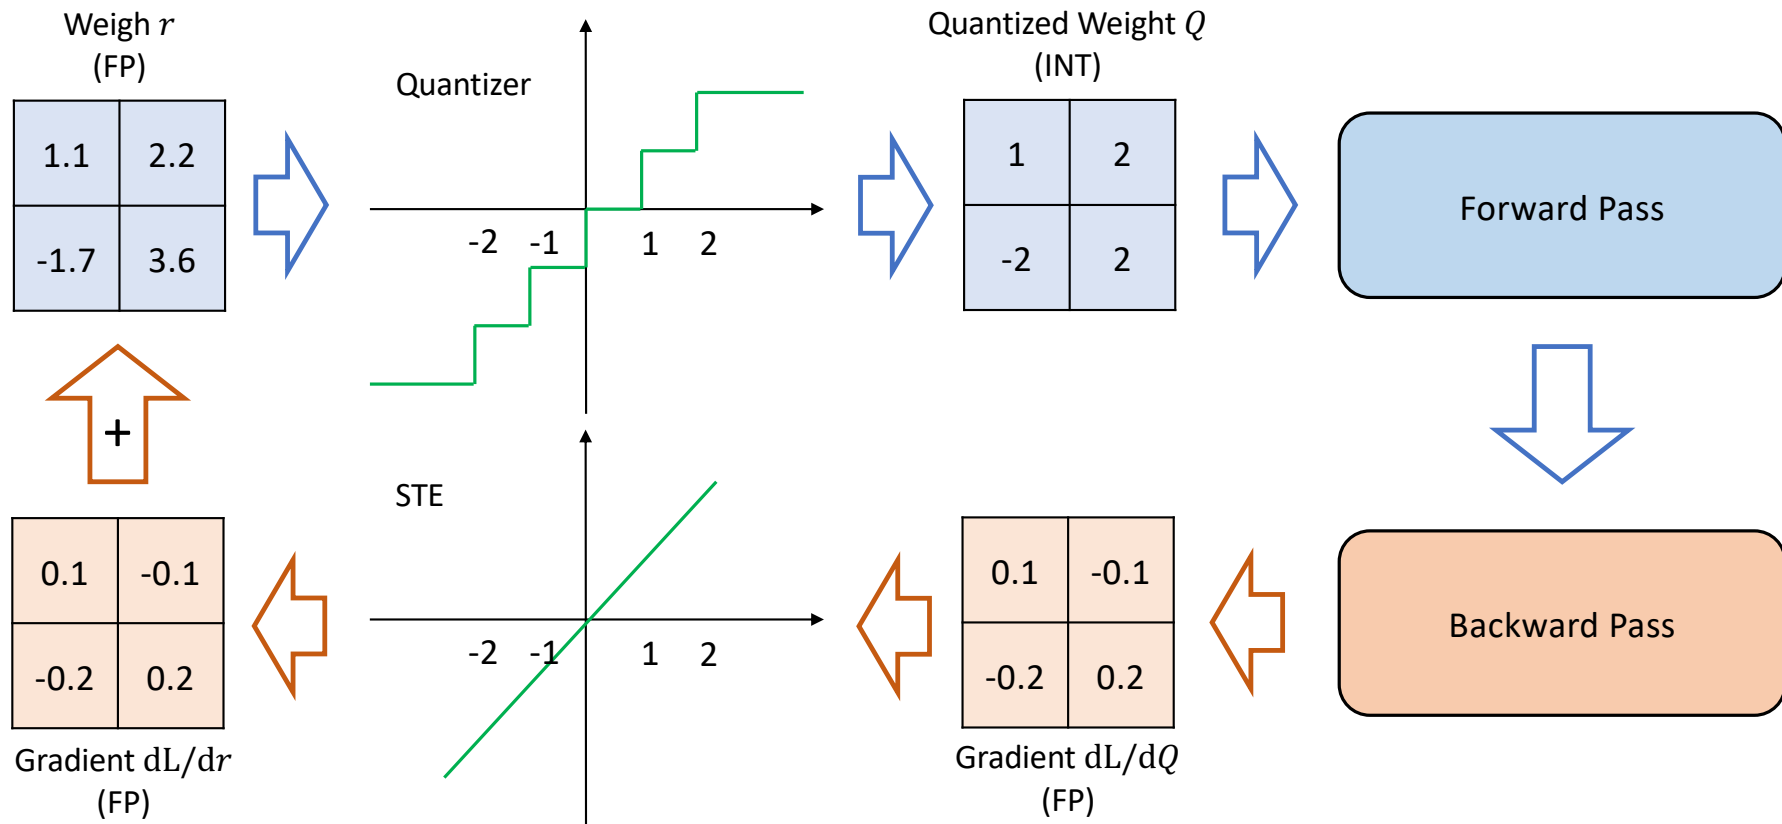 Weigh r
(FP)
1.1 2.2
-1.7 3.6
Quantizer
-2 -1 1 2
Quantized Weight Q
(INT)
1 2
-2 2
Forward Pass
+
STE
-2 -1 1 2
0.1 -0.1
-0.2 0.2
Gradient dL/dr
(FP)
0.1 -0.1
-0.2 0.2
Gradient dL/dQ
(FP)
Backward Pass